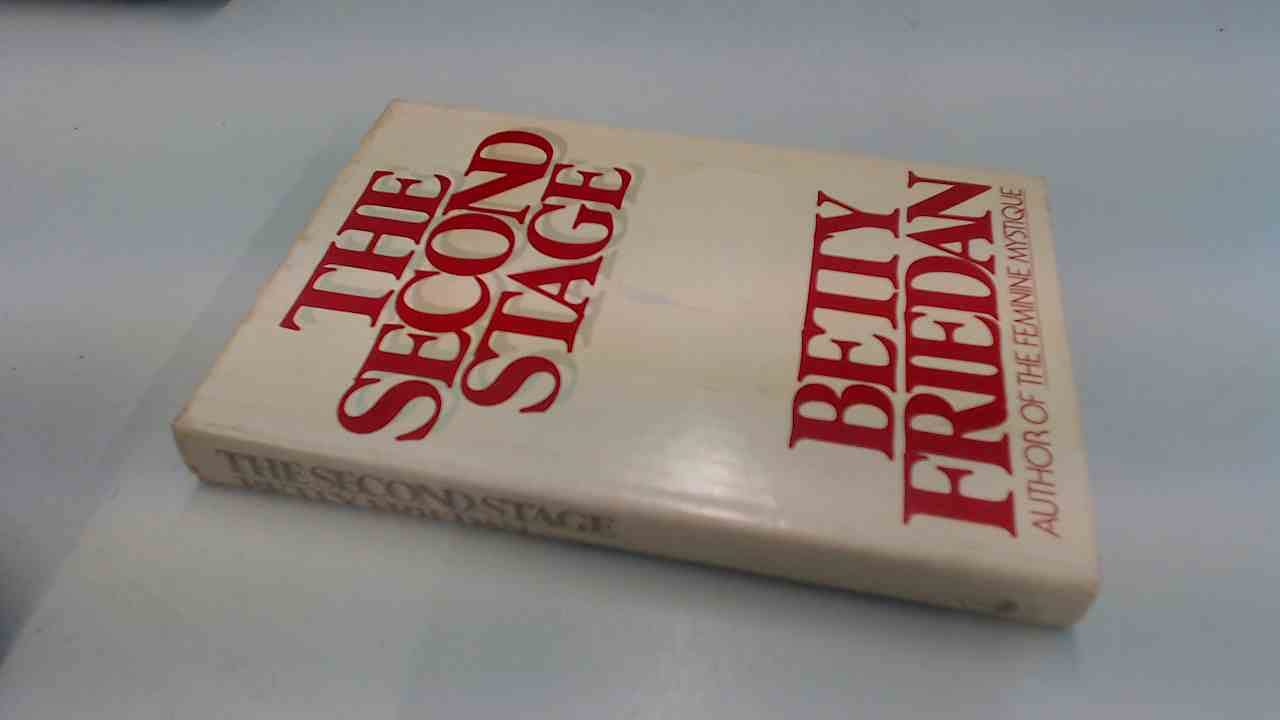 THE
SECOND
STAGE
BETTY
FRIEDAN
AUTHOR OF THE FEMININE MYSTIQUE
THE SECOND STAGE